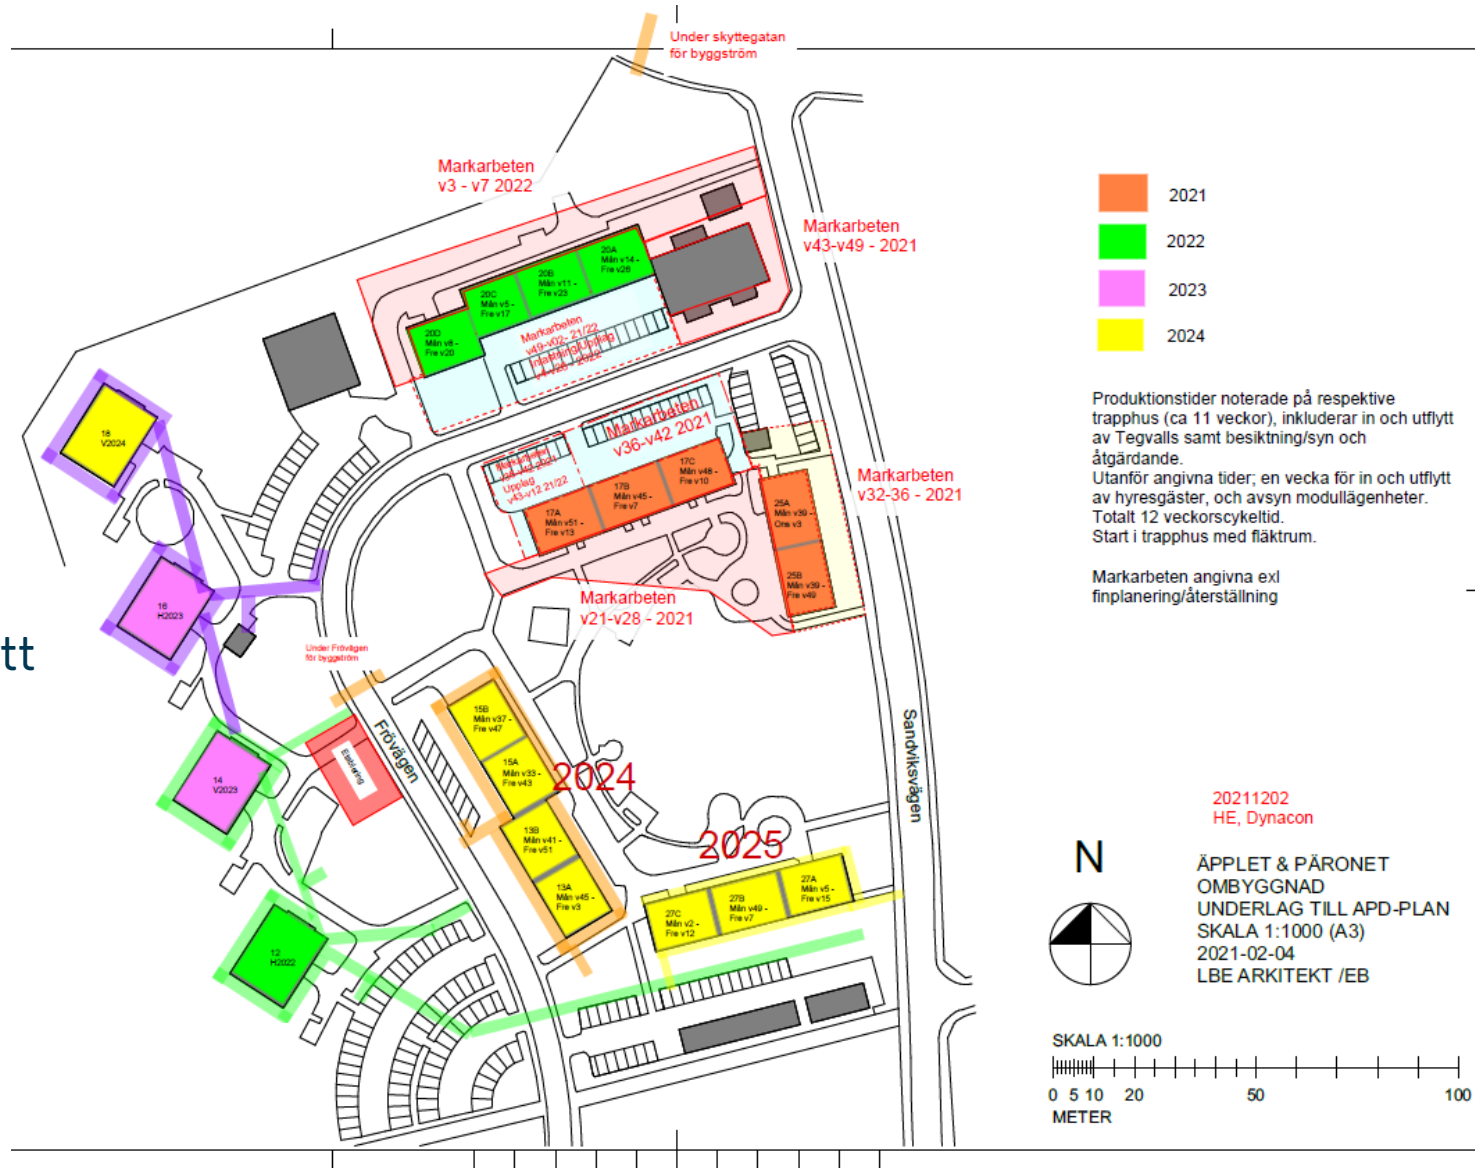 Under skyttegatan
för byggström
Markarbeten
v3 - v7 2022
Markarbeten
v43-v49 - 2021
2021
2022
2023
2024
20A
Mån v14 -
Fre v26
20B
Mån v11 -
Fre v23
20C
Mån v5 -
Fre v17
20D
Mån v8 -
Fre v20
Markarbeten
v49-v02- 21/22
Inlastning/Upplag
2022
Markarbeten
v36-v42 2021
Markarbeten
Upplag
v43-v12 21/22
17A
Mån v51 -
Fre v13
17B
Mån v45 -
Fre v7
17C
Mån v48 -
Fre v10
Markarbeten
v32-36 - 2021
25A
Mån v39 -
Ons v3
25B
Mån v39 -
Fre v49
Markarbeten
v21-v28 - 2021
Produktionstider noterade på respektive
trapphus (ca 11 veckor), inkluderar in och utflytt
av Tegvalls samt besiktning/syn och
åtgärdande.
Utanför angivna tider; en vecka för in och utflytt
av hyresgäster, och avsyn modullägenheter.
Totalt 12 veckorscykeltid.
Start i trapphus med fläktrum.
Markarbeten angivna exl
finplanering/återställning
18
V2024
16
H2023
14
V2023
12
H2022
tt
Under Frövägen
för byggström
Etablering
Frövägen
Sandviksvägen
15B
Mån v37 -
Fre v47
15A
Mån v33 -
Fre v43
13B
Mån v41 -
Fre v51
13A
Mån v45 -
Fre v3
2024
2025
27C
Mån v2 -
Fre v12
27B
Mån v49 -
Fre v7
27A
Mån v5 -
Fre v15
20211202
HE, Dynacon
N
ÄPPLET & PÄRONET
OMBYGGNAD
UNDERLAG TILL APD-PLAN
SKALA 1:1000 (A3)
2021-02-04
LBE ARKITEKT /EB
SKALA 1:1000
0 5 10 20 50 100
METER